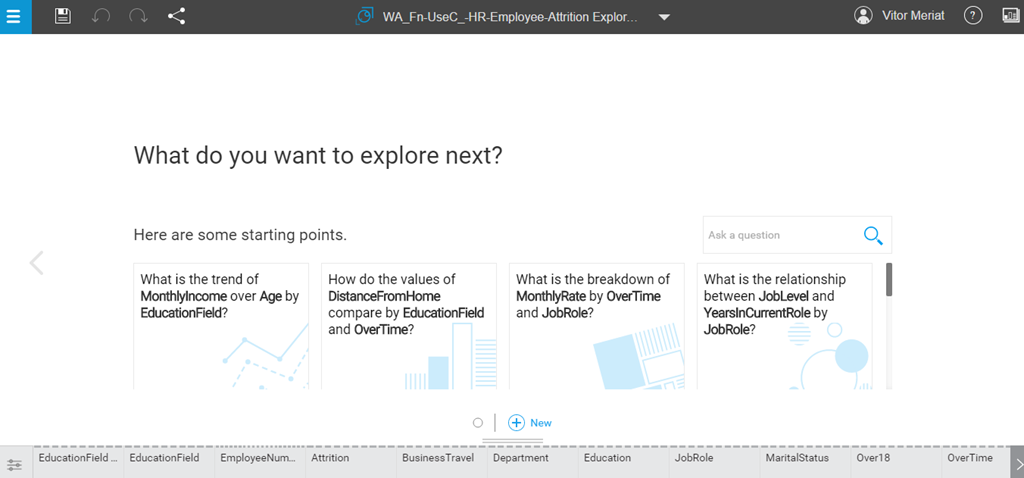 WA_Fn-UseC_-HR-Employee-Attrition Explor...
Vitor Meriat
?
What do you want to explore next?
Here are some starting points.
Ask a question
What is the trend of
MonthlyIncome over Age by
EducationField?
How do the values of
DistanceFromHome
compare by EducationField
and OverTime?
What is the breakdown of
MonthlyRate by OverTime
and JobRole?
What is the relationship
between JobLevel and
YearsInCurrentRole by
JobRole?
New
EducationField ... EducationField EmployeeNum... Attrition BusinessTravel Department Education JobRole MaritalStatus Over18 OverTime